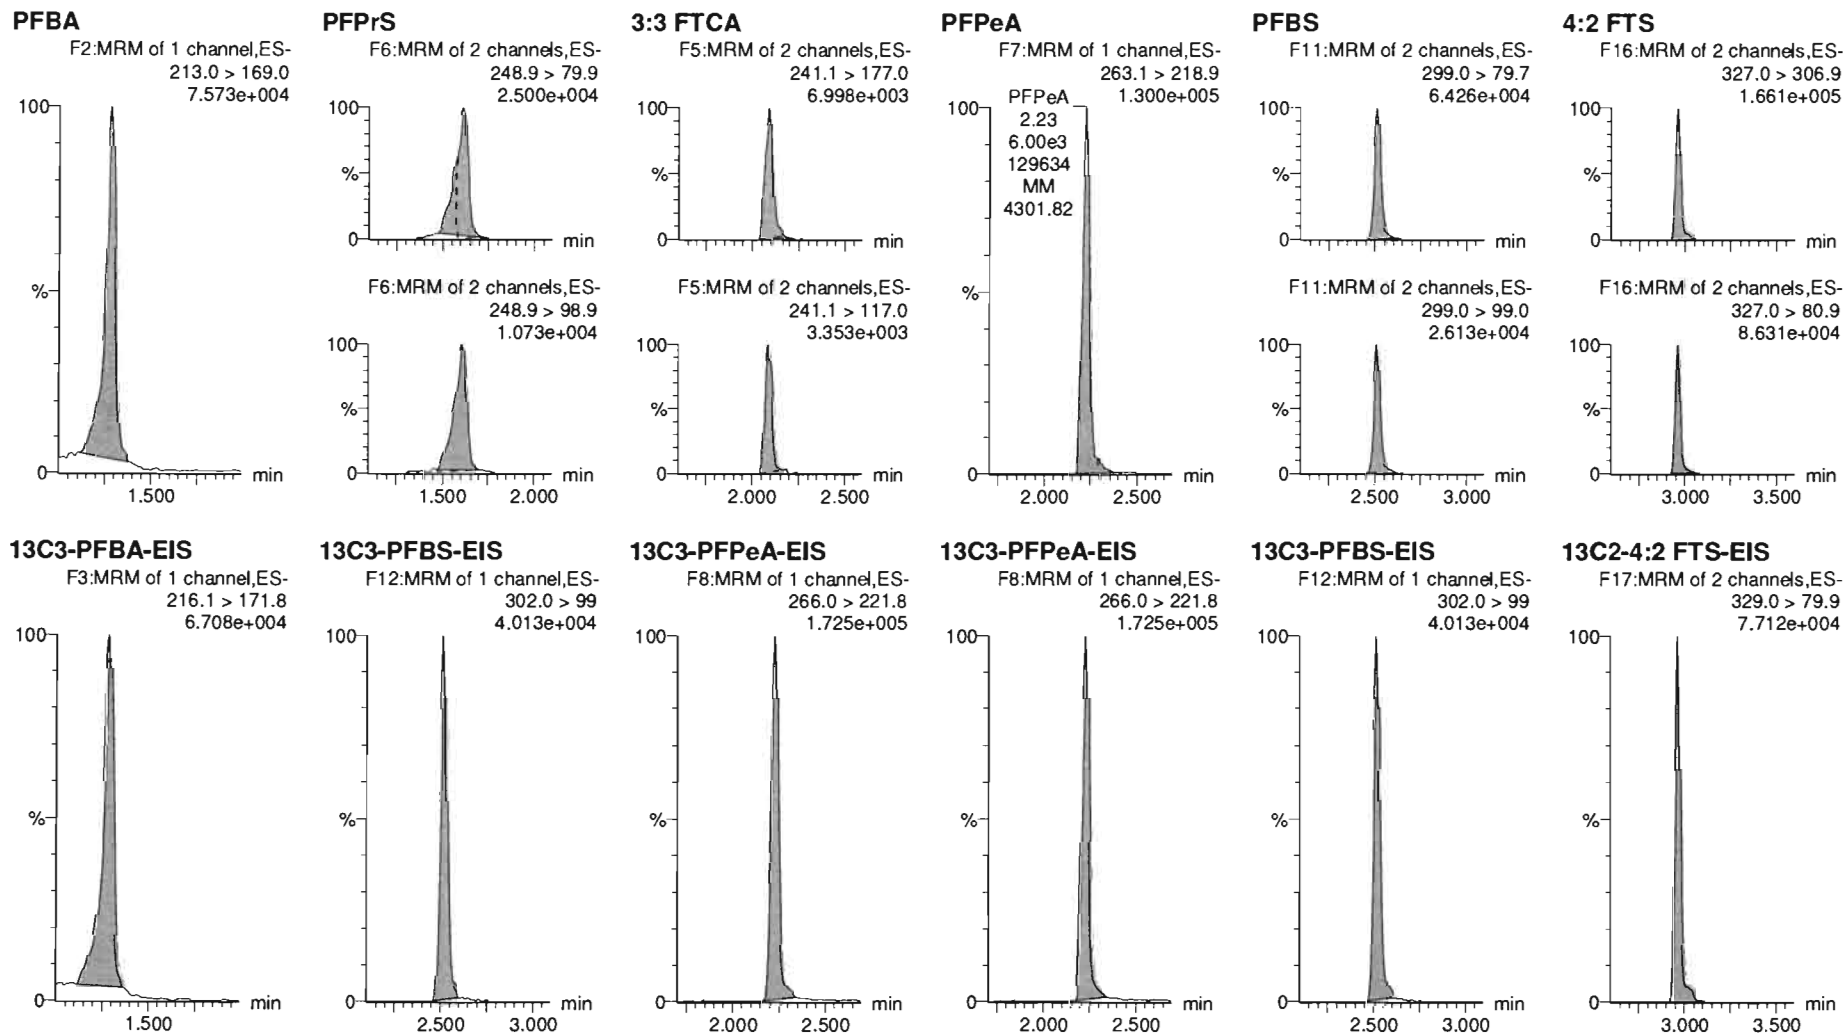 PFBA
F2:MRM of 1 channel,ES-
213.0 > 169.0
7.573e+004
100
%
0
min
1.500
PFPrS
F6:MRM of 2 channels,ES-
248.9 > 79.9
2.500e+004
100
%
0
min
F6:MRM of 2 channels,ES-
248.9 > 98.9
1.073e+004
100
%
0
min
1.500
2.000
3:3 FTCA
F5:MRM of 2 channels,ES-
241.1 > 177.0
6.998e+003
100
%
0
min
F5:MRM of 2 channels,ES-
241.1 > 117.0
3.353e+003
100
%
0
min
2.000
2.500
PFPeA
F7:MRM of 1 channel,ES-
263.1 > 218.9
1.300e+005
100
PFPeA
2.23
6.00e3
129634
MM
4301.82
%
0
min
2.000
2.500
PFBS
F11:MRM of 2 channels,ES-
299.0 > 79.7
6.426e+004
100
%
0
min
F11:MRM of 2 channels,ES-
299.0 > 99.0
2.613e+004
100
%
0
min
2.500
3.000
4:2 FTS
F16:MRM of 2 channels,ES-
327.0 > 306.9
1.661e+005
100
%
0
min
F16:MRM of 2 channels,ES-
327.0 > 80.9
8.631e+004
100
%
0
min
3.000
3.500
13C3-PFBA-EIS
F3:MRM of 1 channel,ES-
216.1 > 171.8
6.708e+004
100
%
0
min
1.500
13C3-PFBS-EIS
F12:MRM of 1 channel,ES-
302.0 > 99
4.013e+004
100
%
0
min
2.500
3.000
13C3-PFPeA-EIS
F8:MRM of 1 channel,ES-
266.0 > 221.8
1.725e+005
100
%
0
min
2.000
2.500
13C3-PFPeA-EIS
F8:MRM of 1 channel,ES-
266.0 > 221.8
1.725e+005
100
%
0
min
2.000
2.500
13C3-PFBS-EIS
F12:MRM of 1 channel,ES-
302.0 > 99
4.013e+004
100
%
0
min
2.500
3.000
13C2-4:2 FTS-EIS
F17:MRM of 2 channels,ES-
329.0 > 79.9
7.712e+004
100
%
0
min
3.000
3.500